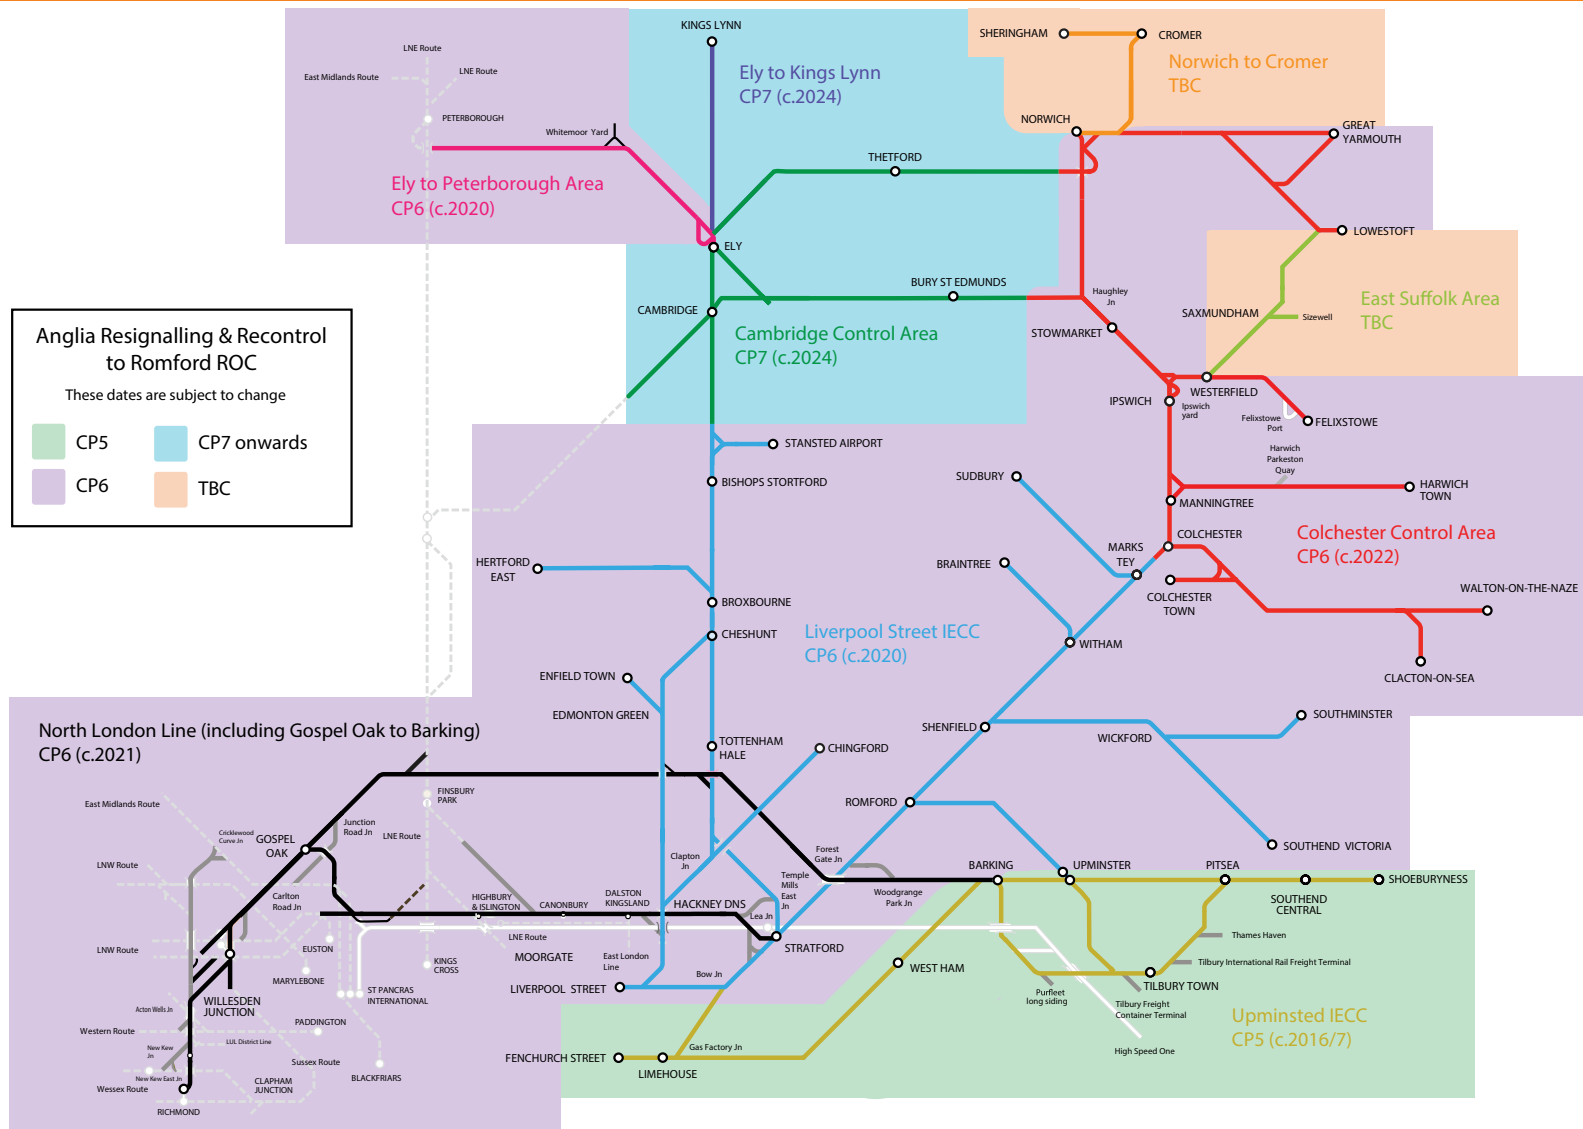 KINGS LYNN
SHERINGHAM
CROMER
LNE Route
East Midlands Route
LNE Route
Ely to Kings Lynn
CP7 (c.2024)
Norwich to Cromer
TBC
PETERBOROUGH
Whitemoor Yard
NORWICH
GREAT
YARMOUTH
THETFORD
Ely to Peterborough Area
CP6 (c.2020)
ELY
LOWESTOFT
BURY ST EDMUNDS
Haughley
Jn
CAMBRIDGE
STOWMARKET
SAXMUNDHAM
Sizewell
East Suffolk Area
TBC
Cambridge Control Area
CP7 (c.2024)
Anglia Resignalling & Recontrol
to Romford ROC
These dates are subject to change
CP5
CP7 onwards
CP6
TBC
WESTERFIELD
IPSWICH
Ipswich
yard
Felixstowe
Port
FELIXSTOWE
STANSTED AIRPORT
Harwich
Parkeston
Quay
BISHOPS STORTFORD
SUDBURY
HARWICH
TOWN
MANNINGTREE
COLCHESTER
Colchester Control Area
CP6 (c.2022)
MARKS
TEY
HERTFORD
EAST
BRAINTREE
COLCHESTER
TOWN
WALTON-ON-THE-NAZE
BROXBOURNE
CHESHUNT
Liverpool Street IECC
CP6 (c.2020)
WITHAM
ENFIELD TOWN
CLACTON-ON-SEA
EDMONTON GREEN
SOUTHMINSTER
North London Line (including Gospel Oak to Barking)
CP6 (c.2021)
SHENFIELD
WICKFORD
TOTTENHAM
HALE
CHINGFORD
FINSBURY
PARK
ROMFORD
East Midlands Route
Junction
Road Jn
Cricklewood
Curve Jn
GOSPEL
OAK
LNE Route
SOUTHEND VICTORIA
Clapton
Jn
Forest
Gate Jn
LNW Route
BARKING
UPMINSTER
PITSEA
SHOEBURYNESS
Temple
Mills
East
Jn
Woodgrange
Park Jn
Carlton
Road Jn
HIGHBURY
& ISLINGTON
CANONBURY
DALSTON
KINGSLAND
HACKNEY DNS
SOUTHEND
CENTRAL
Lea Jn
LNW Route
EUSTON
LNE Route
MOORGATE
East London
Line
STRATFORD
Thames Haven
KINGS
CROSS
WEST HAM
Tilbury International Rail Freight Terminal
MARYLEBONE
Bow Jn
ST PANCRAS
INTERNATIONAL
LIVERPOOL STREET
TILBURY TOWN
Purfleet
long siding
WILLESDEN
JUNCTION
Acton Wells Jn
Tilbury Freight
Container Terminal
Upminsted IECC
CP5 (c.2016/7)
PADDINGTON
Western Route
LUL District Line
New Kew
Jn
Gas Factory Jn
High Speed One
FENCHURCH STREET
Sussex Route
LIMEHOUSE
BLACKFRIARS
New Kew East Jn
Wessex Route
CLAPHAM
JUNCTION
RICHMOND